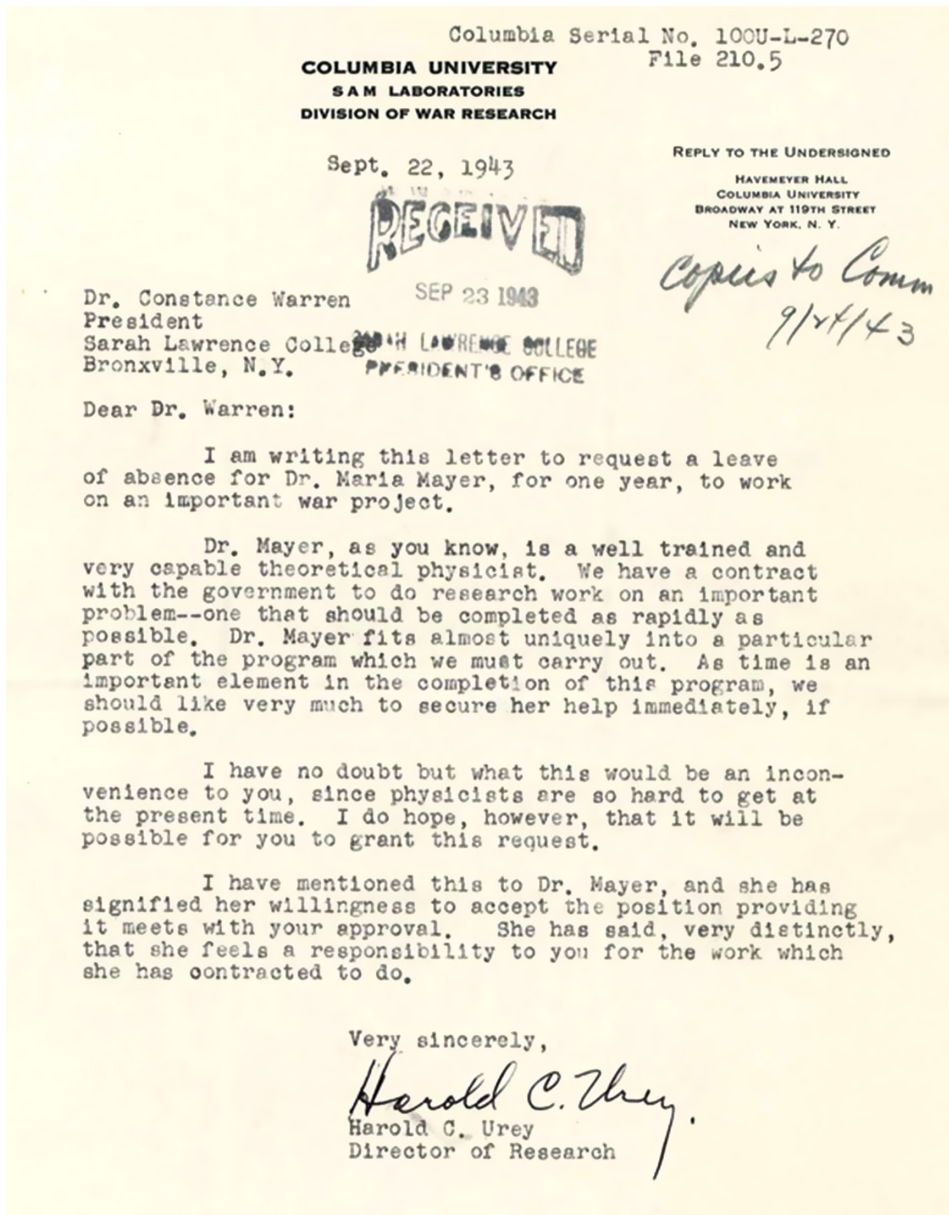 Columbia Serial No. 100U-L-270
File 210.5
COLUMBIA UNIVERSITY
SAM LABORATORIES
DIVISION OF WAR RESEARCH
REPLY TO THE UNDERSIGNED
HAVEMEYER HALL
COLUMBIA UNIVERSITY
BROADWAY AT 119TH STREET
NEW YORK, N. Y.
Sept. 22, 1943
RECEIVED
SEP 23 1943
SARAH LAWRENCE COLLEGE
PRESIDENT'S OFFICE
copies to Comm
9/24/43
Dr. Constance Warren
President
Sarah Lawrence College
Bronxville, N.Y.
Dear Dr. Warren:
I am writing this letter to request a leave
of absence for Dr. Maria Mayer, for one year, to work
on an important war project.
Dr. Mayer, as you know, is a well trained and
very capable theoretical physicist. We have a contract
with the government to do research work on an important
problem--one that should be completed as rapidly as
possible. Dr. Mayer fits almost uniquely into a particular
part of the program which we must carry out. As time is an
important element in the completion of this program, we
should like very much to secure her help immediately, if
possible.
I have no doubt but what this would be an incon-
venience to you, since physicists are so hard to get at
the present time. I do hope, however, that it will be
possible for you to grant this request.
I have mentioned this to Dr. Mayer, and she has
signified her willingness to accept the position providing
it meets with your approval. She has said, very distinctly,
that she feels a responsibility to you for the work which
she has contracted to do.
Very sincerely,
Harold C. Urey.
Harold C. Urey
Director of Research